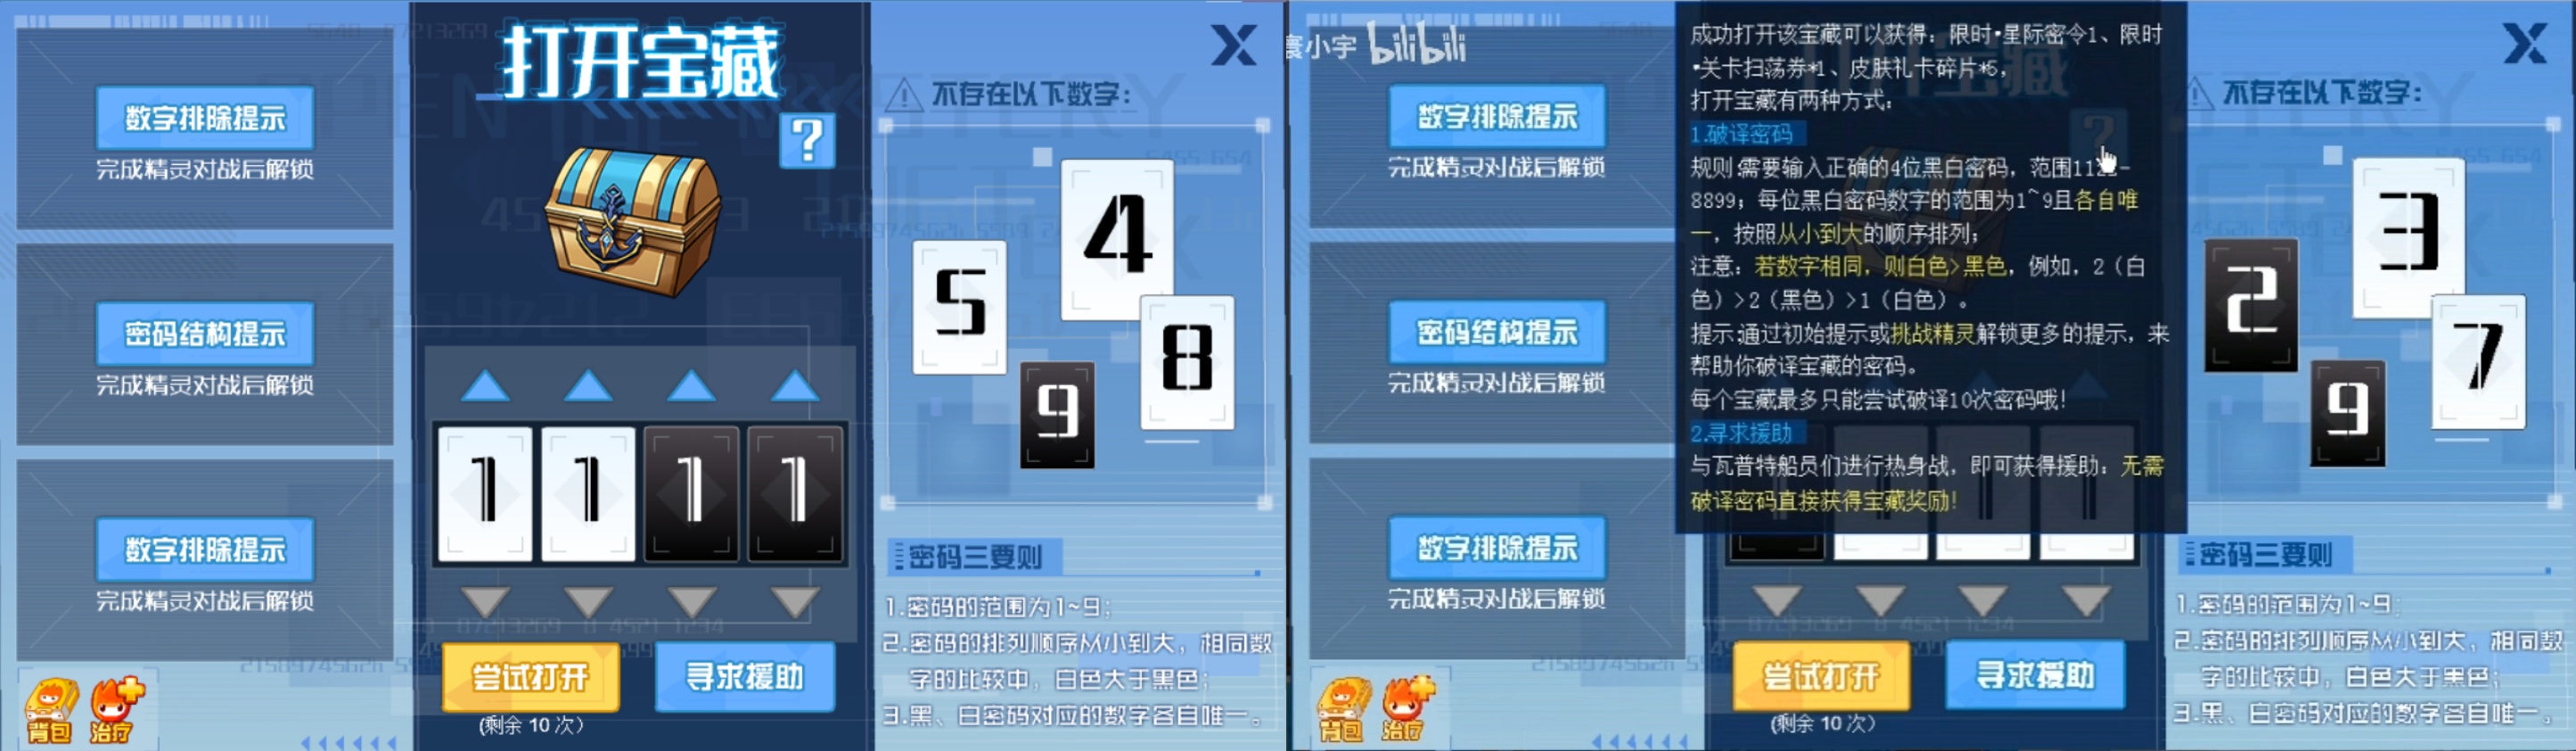 打开宝藏
?
X
数字排除提示
完成精灵对战后解锁
密码结构提示
完成精灵对战后解锁
数字排除提示
完成精灵对战后解锁
背包
治疗
1
1
1
1
尝试打开
寻求援助
(剩余 10 次)
不存在以下数字:
4
5
8
9
密码三要则
1.密码的范围为1~9;
2.密码的排列顺序从小到大，相同数
字的比较中，白色大于黑色;
3.黑、白密码对应的数字各自唯一。
寰小宇
bilibili
数字排除提示
完成精灵对战后解锁
密码结构提示
完成精灵对战后解锁
数字排除提示
完成精灵对战后解锁
背包
治疗
成功打开该宝藏可以获得：限时•星际密令1、限时
•关卡扫荡券*1、皮肤礼卡碎片*5，
打开宝藏有两种方式：
1.破译密码
规则:需要输入正确的4位黑白密码，范围11
8899；每位黑白密码数字的范围为1~9且各自唯
一，按照从小到大的顺序排列；
注意：若数字相同，则白色>黑色，例如，2（白
色）>2（黑色）>1（白色）。
提示:通过初始提示或挑战精灵解锁更多的提示，来
帮助你破译宝藏的密码。
每个宝藏最多只能尝试破译10次密码哦！
2.寻求援助
与瓦普特船员们进行热身战，即可获得援助：无需
破译密码直接获得宝藏奖励！
尝试打开
寻求援助
(剩余 10 次)
X
不存在以下数字:
3
2
7
9
密码三要则
1.密码的范围为1~9;
2.密码的排列顺序从小到大，相同数
字的比较中，白色大于黑色;
3.黑、白密码对应的数字各自唯一。